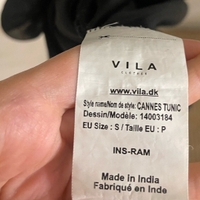 VILA
CLOTHES
www.vila.dk
Style name/Nom de style: CANNES TUNIC
Dessin/Modèle: 14003184
EU Size : S / Taille EU : P
INS-RAM
Made in India
Fabriqué en Inde